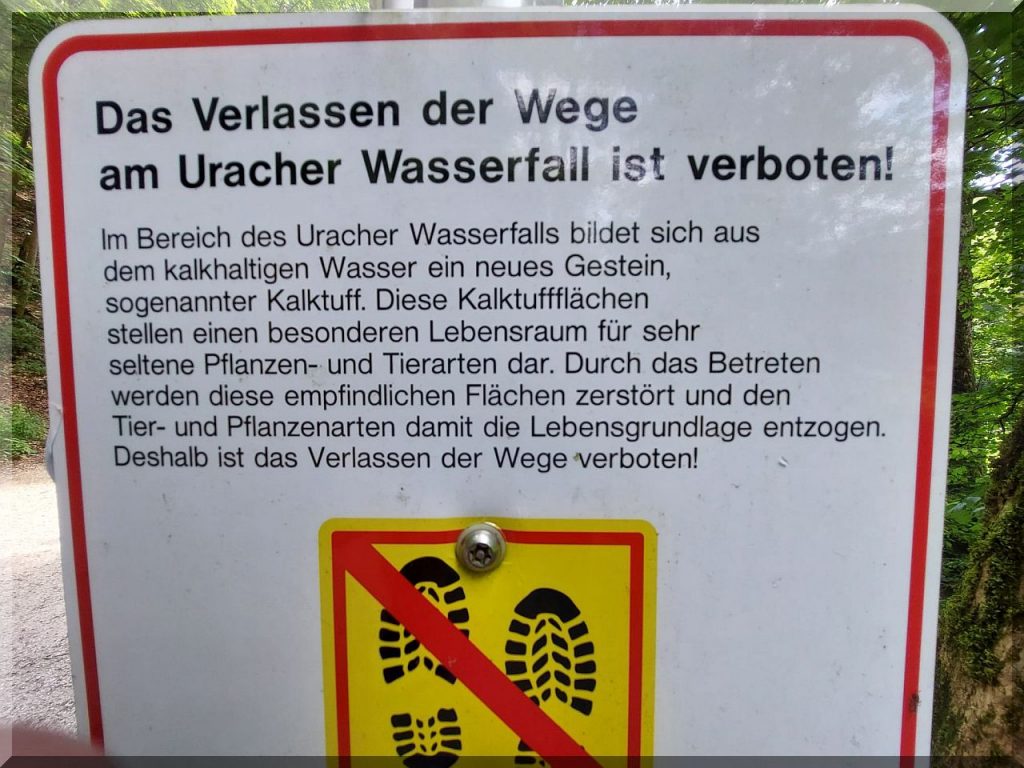 Das Verlassen der Wege
am Uracher Wasserfall ist verboten!
Im Bereich des Uracher Wasserfalls bildet sich aus
dem kalkhaltigen Wasser ein neues Gestein,
sogenannter Kalktuff. Diese Kalktuffflächen
stellen einen besonderen Lebensraum für sehr
seltene Pflanzen- und Tierarten dar. Durch das Betreten
werden diese empfindlichen Flächen zerstört und den
Tier- und Pflanzenarten damit die Lebensgrundlage entzogen.
Deshalb ist das Verlassen der Wege verboten!